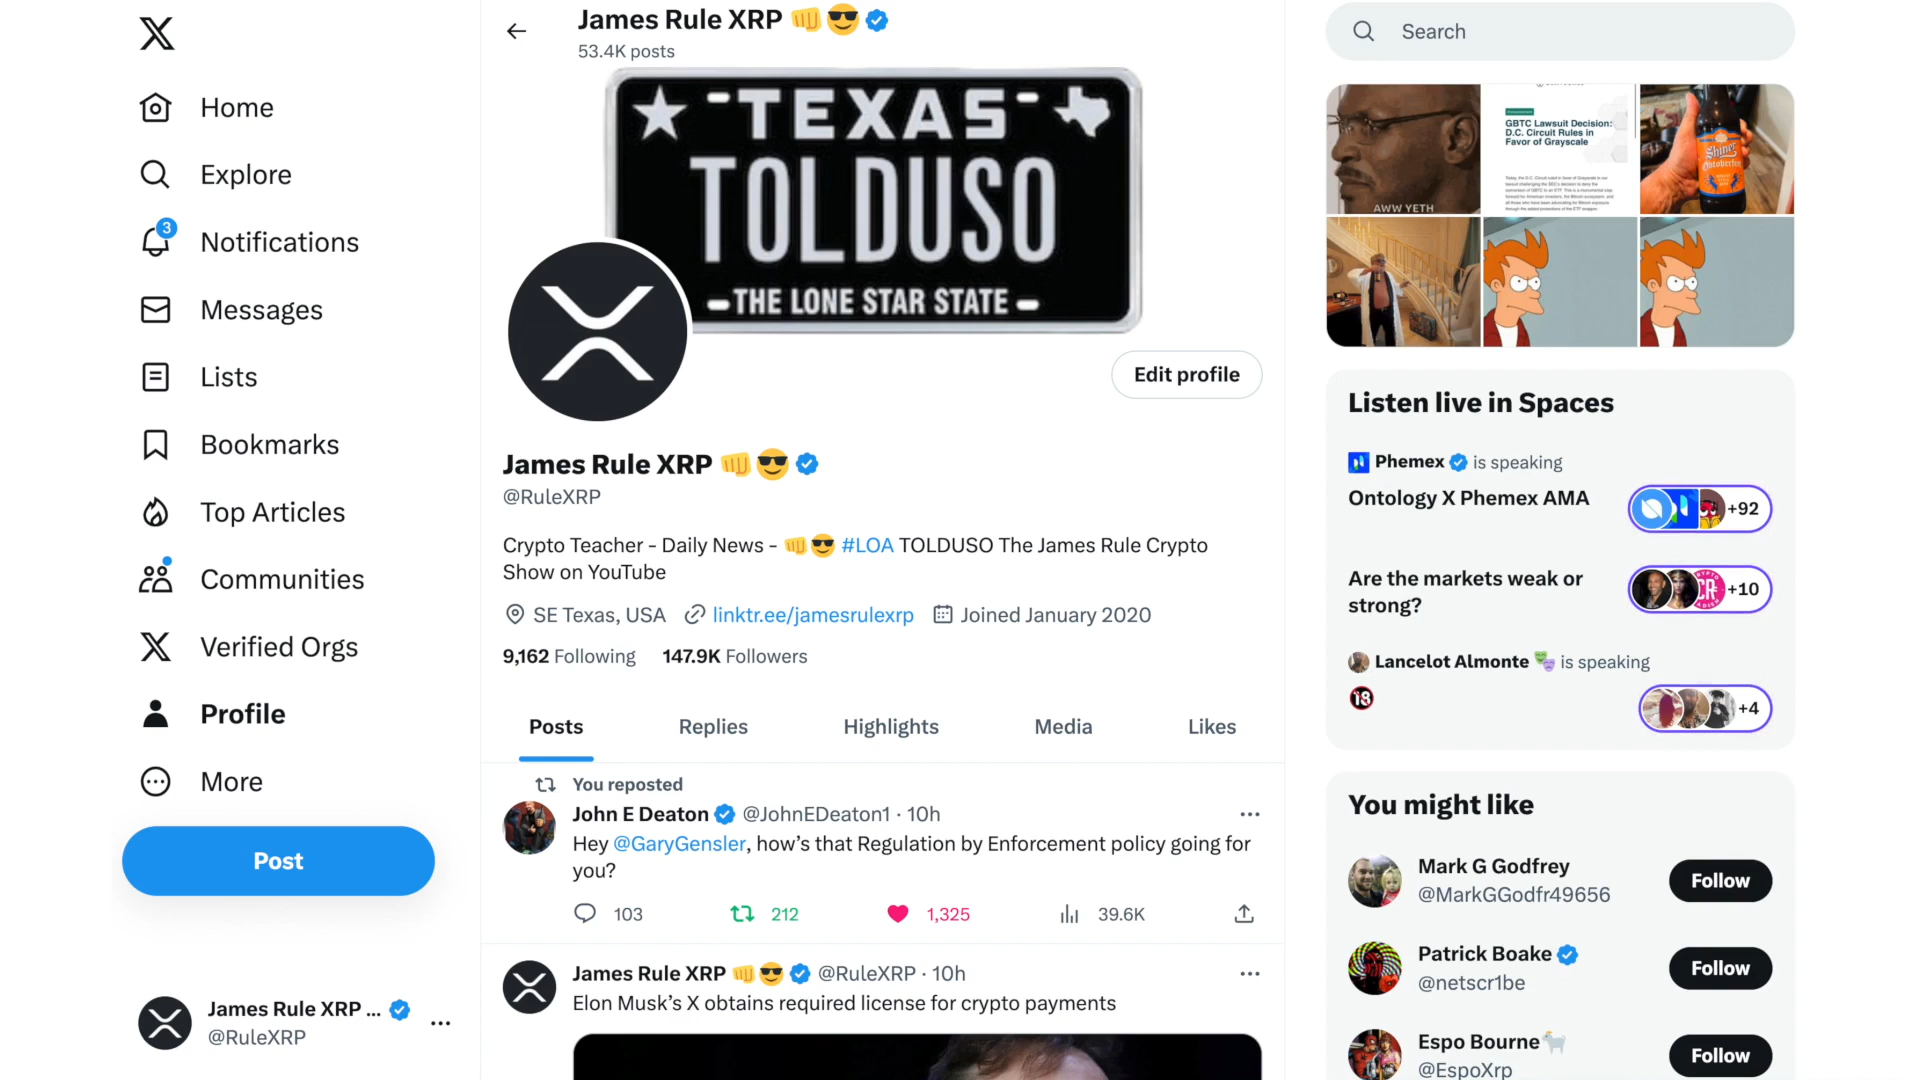 Home
Explore
3
Notifications
Messages
Lists
Bookmarks
Top Articles
Communities
Verified Orgs
Profile
More
Post
James Rule XRP ...
@RuleXRP
James Rule XRP
53.4K posts
TEXAS
TOLDUSO
THE LONE STAR STATE
Edit profile
James Rule XRP
@RuleXRP
Crypto Teacher - Daily News - #LOA TOLDUSO The James Rule Crypto
Show on YouTube
SE Texas, USA linktr.ee/jamesrulexrp Joined January 2020
9,162 Following 147.9K Followers
Posts Replies Highlights Media Likes
You reposted
John E Deaton @JohnEDeaton1 · 10h
Hey @GaryGensler, how's that Regulation by Enforcement policy going for
you?
103 212 1,325 39.6K
James Rule XRP @RuleXRP · 10h
Elon Musk's X obtains required license for crypto payments
Search
AWW YETH
GBTC Lawsuit Decision:
D.C. Circuit Rules in
Favor of Grayscale
Shiner
Oktoberfest
Listen live in Spaces
Phemex is speaking
Ontology X Phemex AMA
+92
Are the markets weak or
strong?
+10
Lancelot Almonte is speaking
18
+4
You might like
Mark G Godfrey
@MarkGGodfr49656
Follow
Patrick Boake
@netscr1be
Follow
Espo Bourne
@EspoXrp
Follow